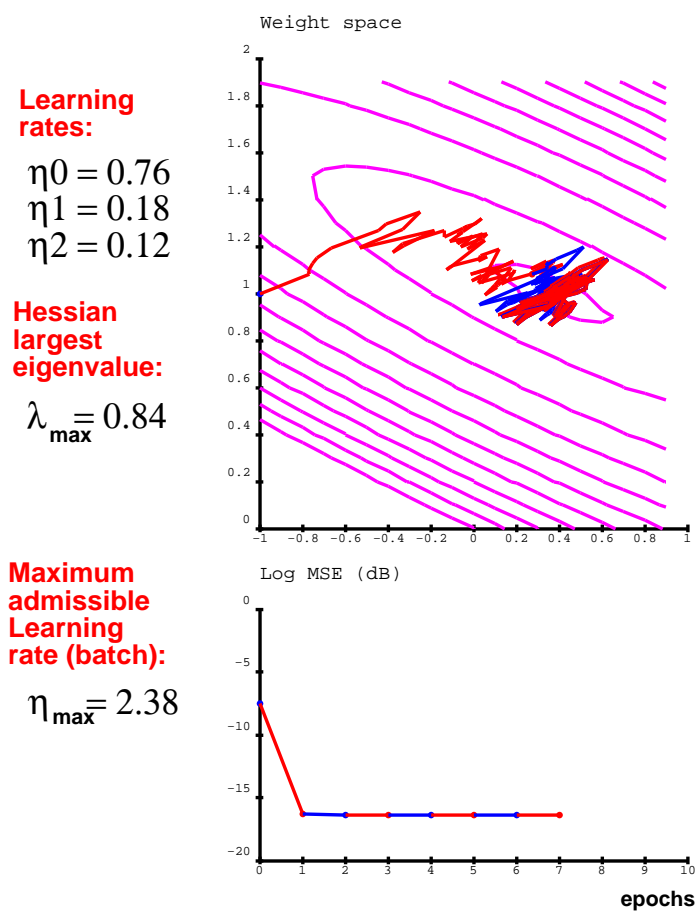 Weight space
Learning
rates:
η0 = 0.76
η1 = 0.18
η2 = 0.12
Hessian
largest
eigenvalue:
λmax = 0.84
2
1.8
1.6
1.4
1.2
1
0.8
0.6
0.4
0.2
0
-1 -0.8 -0.6 -0.4 -0.2 0 0.2 0.4 0.6 0.8 1
Maximum
admissible
Learning
rate (batch):
ηmax = 2.38
Log MSE (dB)
0
-5
-10
-15
-20
0 1 2 3 4 5 6 7 8 9 10
epochs